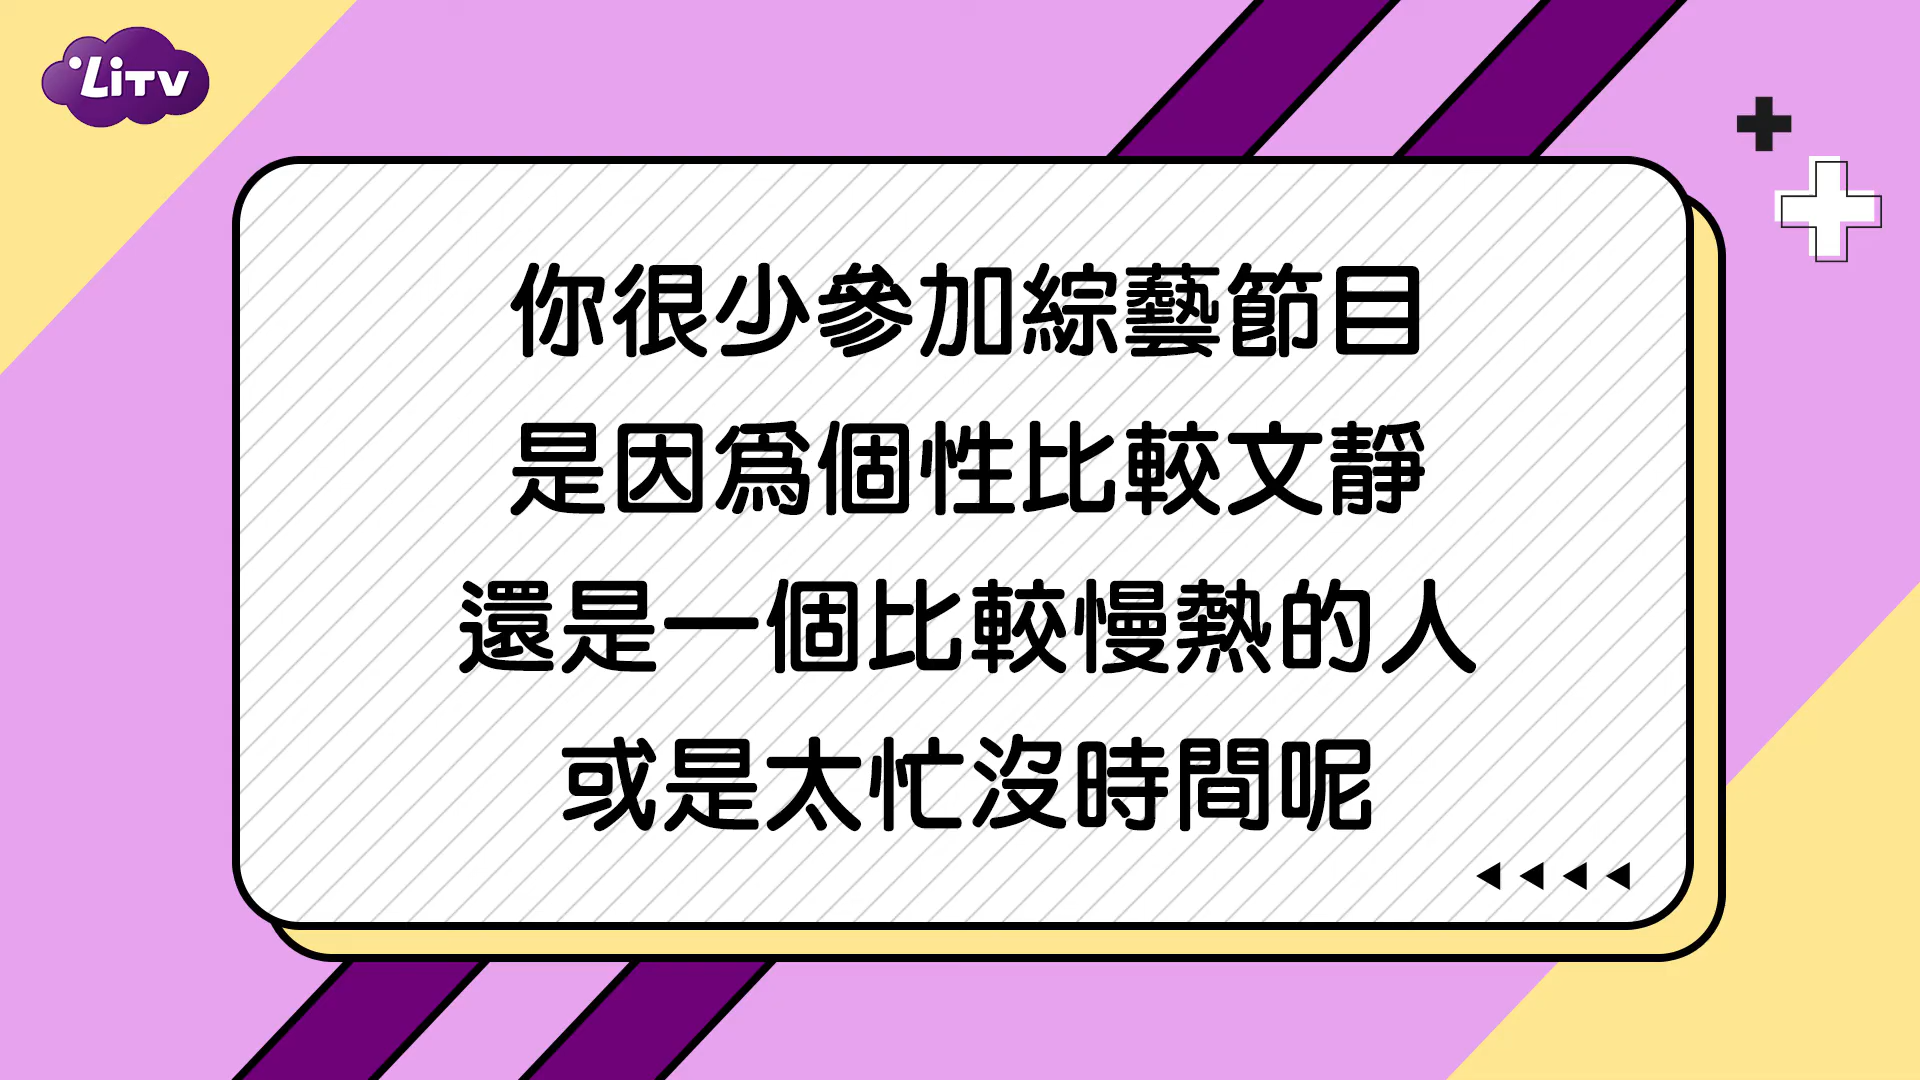 LiTV
你很少參加綜藝節目
是因為個性比較文靜
還是一個比較慢熱的人
或是太忙沒時間呢